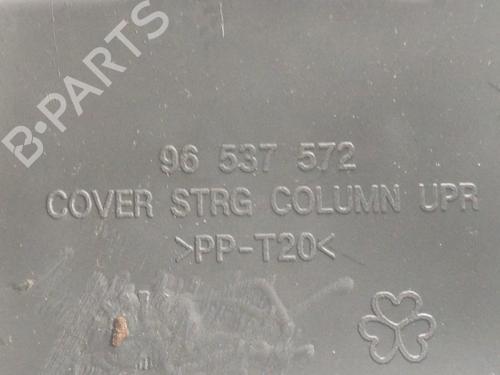 B-PARTS
96 537 572
COVER STRG COLUMN UPR
>PP-T20<